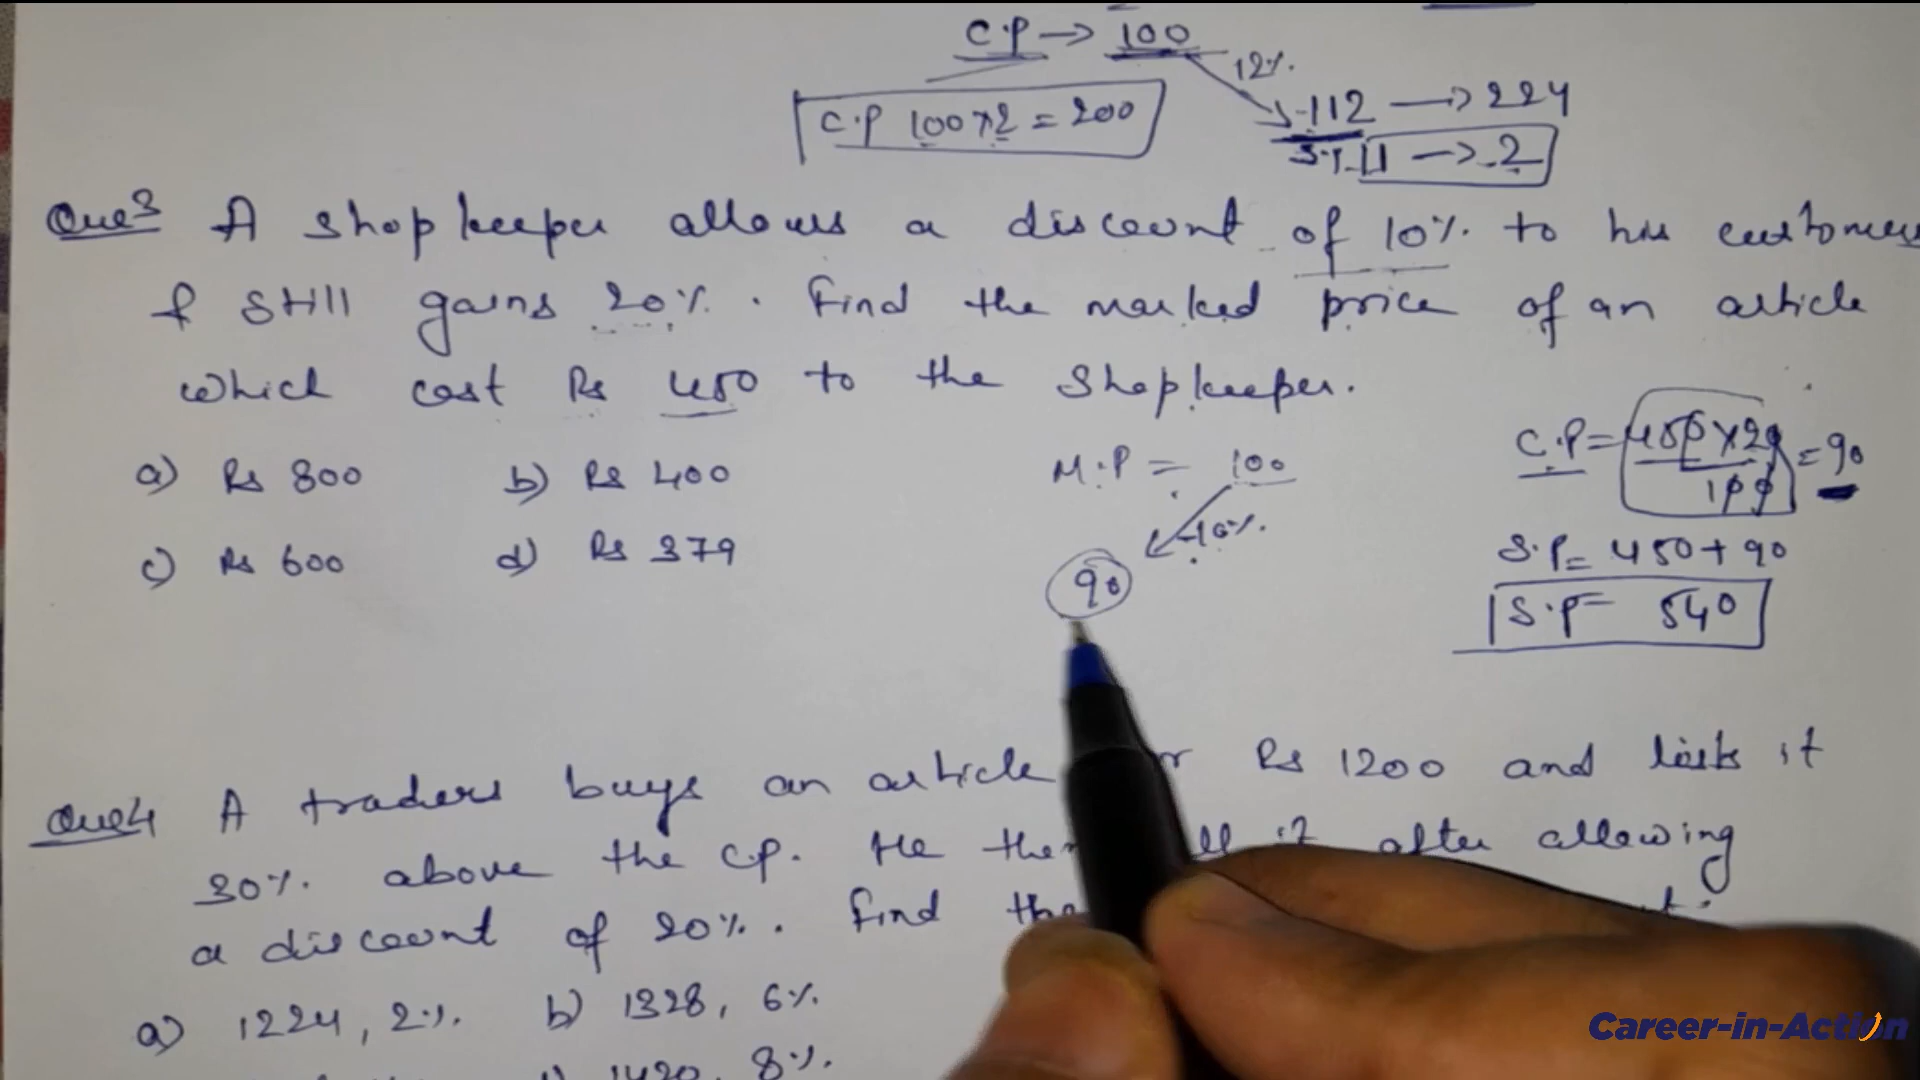 C.P → 100
12%.
C.P 100×2 = 200
112 → 224
S.P 1 → 2
Que3 A shopkeeper allows a discount of 10%. to his customers
& still gains 20%. Find the marked price of an article
which cost Rs 450 to the shopkeeper.
a) Rs 800 b) Rs 400
c) Rs 600 d) Rs 379
M.P = 100
-10%.
90
C.P = 450×20 = 90
100
S.P = 450 + 90
S.P = 540
Que4 A traders buys an article Rs 1200 and lists it
30%. above the C.P. He it after allowing
a discount of 20%. Find
a) 1224, 2%. b) 1328, 6%.
1420, 8%.
Career-in-Action